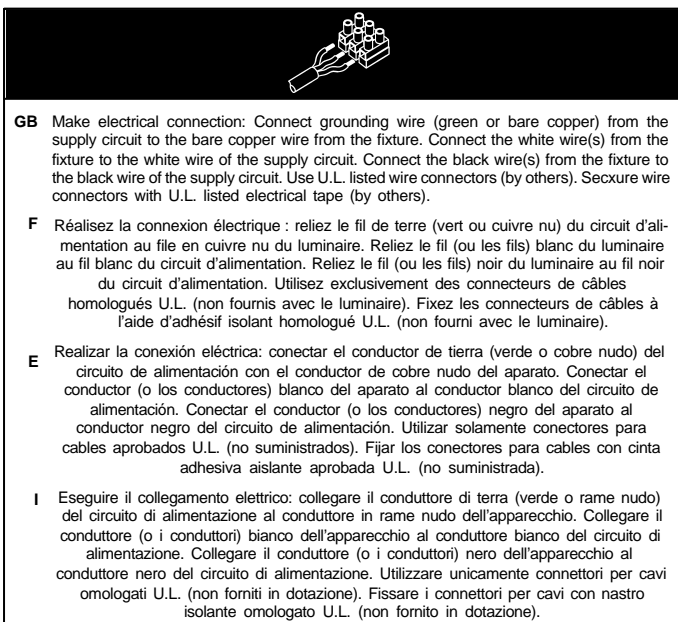 GB Make electrical connection: Connect grounding wire (green or bare copper) from the
supply circuit to the bare copper wire from the fixture. Connect the white wire(s) from the
fixture to the white wire of the supply circuit. Connect the black wire(s) from the fixture to
the black wire of the supply circuit. Use U.L. listed wire connectors (by others). Secxure wire
connectors with U.L. listed electrical tape (by others).
F Réalisez la connexion électrique : reliez le fil de terre (vert ou cuivre nu) du circuit d'ali-
mentation au file en cuivre nu du luminaire. Reliez le fil (ou les fils) blanc du luminaire
au fil blanc du circuit d'alimentation. Reliez le fil (ou les fils) noir du luminaire au fil noir
du circuit d'alimentation. Utilisez exclusivement des connecteurs de câbles
homologués U.L. (non fournis avec le luminaire). Fixez les connecteurs de câbles à
l'aide d'adhésif isolant homologué U.L. (non fourni avec le luminaire).
E Realizar la conexión eléctrica: conectar el conductor de tierra (verde o cobre nudo) del
circuito de alimentación con el conductor de cobre nudo del aparato. Conectar el
conductor (o los conductores) blanco del aparato al conductor blanco del circuito de
alimentación. Conectar el conductor (o los conductores) negro del aparato al
conductor negro del circuito de alimentación. Utilizar solamente conectores para
cables aprobados U.L. (no suministrados). Fijar los conectores para cables con cinta
adhesiva aislante aprobada U.L. (no suministrada).
I Eseguire il collegamento elettrico: collegare il conduttore di terra (verde o rame nudo)
del circuito di alimentazione al conduttore in rame nudo dell'apparecchio. Collegare il
conduttore (o i conduttori) bianco dell'apparecchio al conduttore bianco del circuito di
alimentazione. Collegare il conduttore (o i conduttori) nero dell'apparecchio al
conduttore nero del circuito di alimentazione. Utilizzare unicamente connettori per cavi
omologati U.L. (non forniti in dotazione). Fissare i connettori per cavi con nastro
isolante omologato U.L. (non fornito in dotazione).